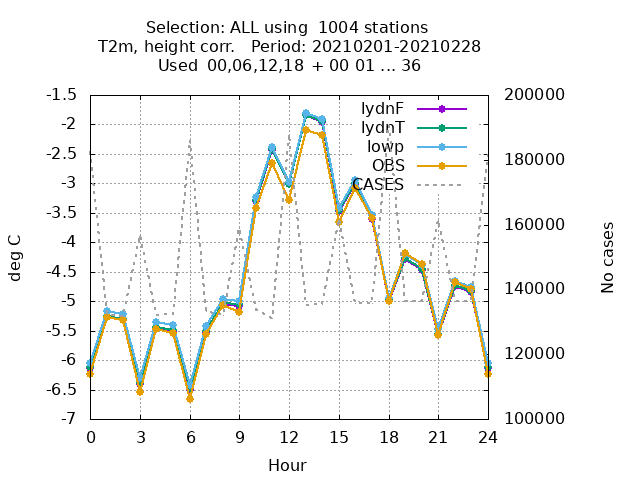 Selection: ALL using  1004 stations
T2m, height corr.   Period: 20210201-20210228
Used  00,06,12,18  + 00 01 ... 36
lydnF
lydnT
lowp
OBS
CASES
deg C
-1.5
-2
-2.5
-3
-3.5
-4
-4.5
-5
-5.5
-6
-6.5
-7
200000
180000
160000
140000
120000
100000
No cases
0 3 6 9 12 15 18 21 24
Hour